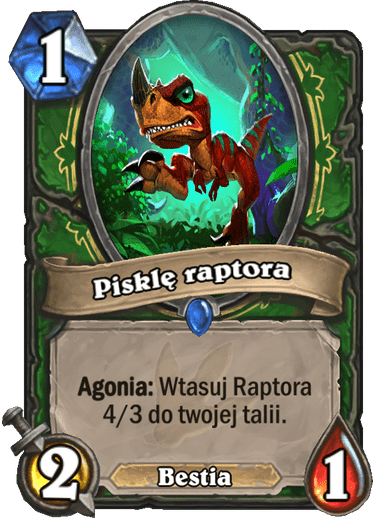 1
Pisklę raptora
Agonia: Wtasuj Raptora
4/3 do twojej talii.
2
Bestia
1